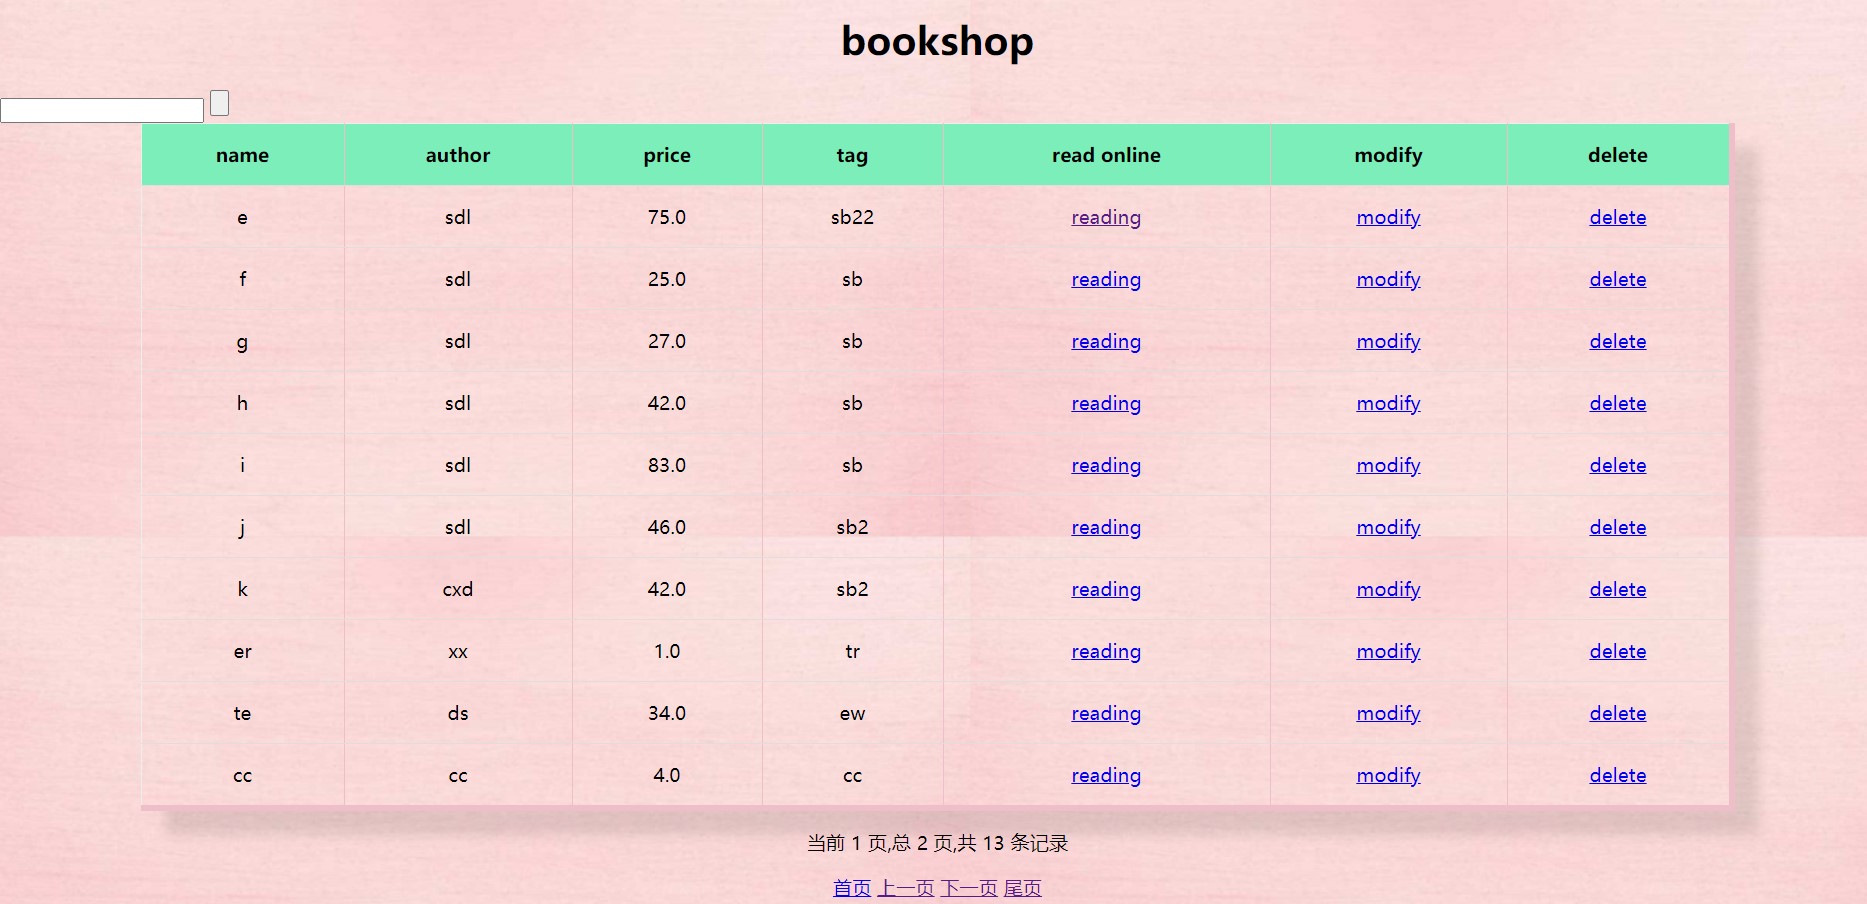 bookshop
name author price tag read online modify delete
e sdl 75.0 sb22 reading modify delete
f sdl 25.0 sb reading modify delete
g sdl 27.0 sb reading modify delete
h sdl 42.0 sb reading modify delete
i sdl 83.0 sb reading modify delete
j sdl 46.0 sb2 reading modify delete
k cxd 42.0 sb2 reading modify delete
er xx 1.0 tr reading modify delete
te ds 34.0 ew reading modify delete
cc cc 4.0 cc reading modify delete
当前 1 页,总 2 页,共 13 条记录
首页 上一页 下一页 尾页